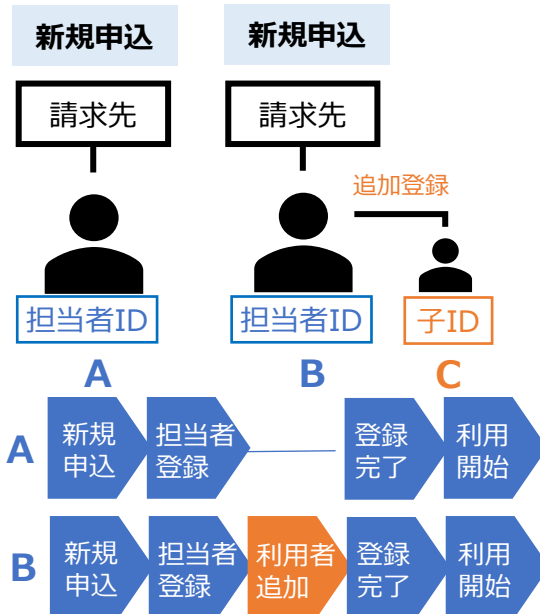 新規申込
新規申込
請求先
請求先
追加登録
担当者ID
担当者ID
子ID
A
B
C
A
新規
申込
担当者
登録
登録
完了
利用
開始
B
新規
申込
担当者
登録
利用者
追加
登録
完了
利用
開始